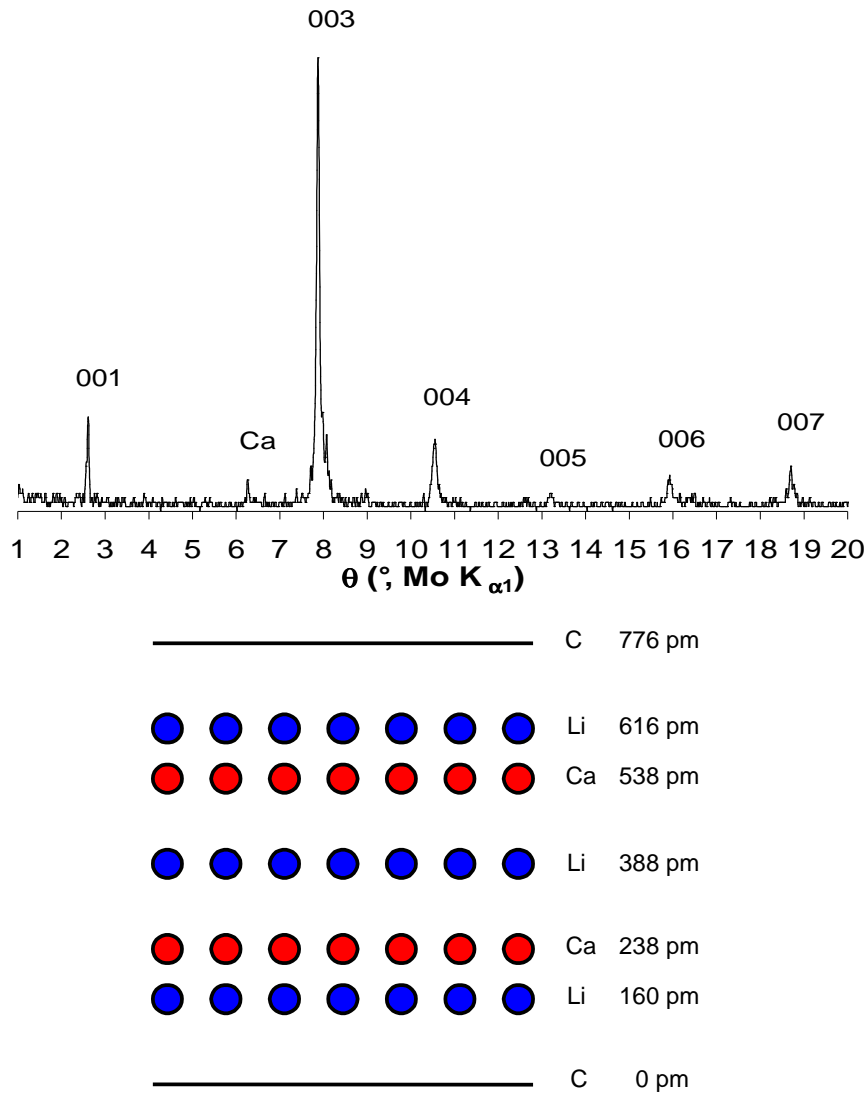 003
001
Ca
004
005
006
007
1 2 3 4 5 6 7 8 9 10 11 12 13 14 15 16 17 18 19 20
θ (°, Mo K α1)
C 776 pm
Li 616 pm
Ca 538 pm
Li 388 pm
Ca 238 pm
Li 160 pm
C 0 pm